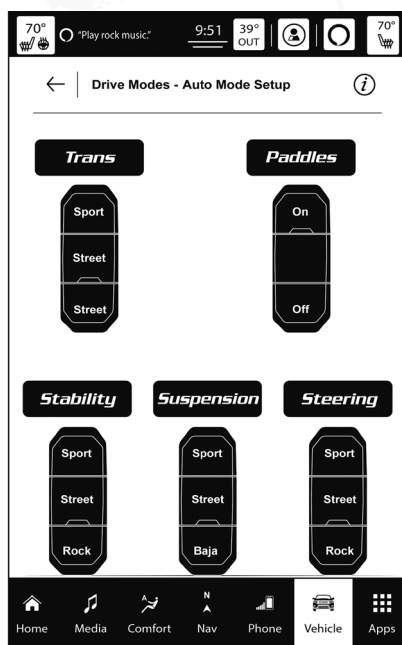 70° "Play rock music." 9:51 39° 70°
OUT
Drive Modes - Auto Mode Setup i
Trans Paddles
Sport On
Street
Street Off
Stability Suspension Steering
Sport Sport Sport
Street Street Street
Rock Baja Rock
A N
Home Media Comfort Nav Phone Vehicle Apps